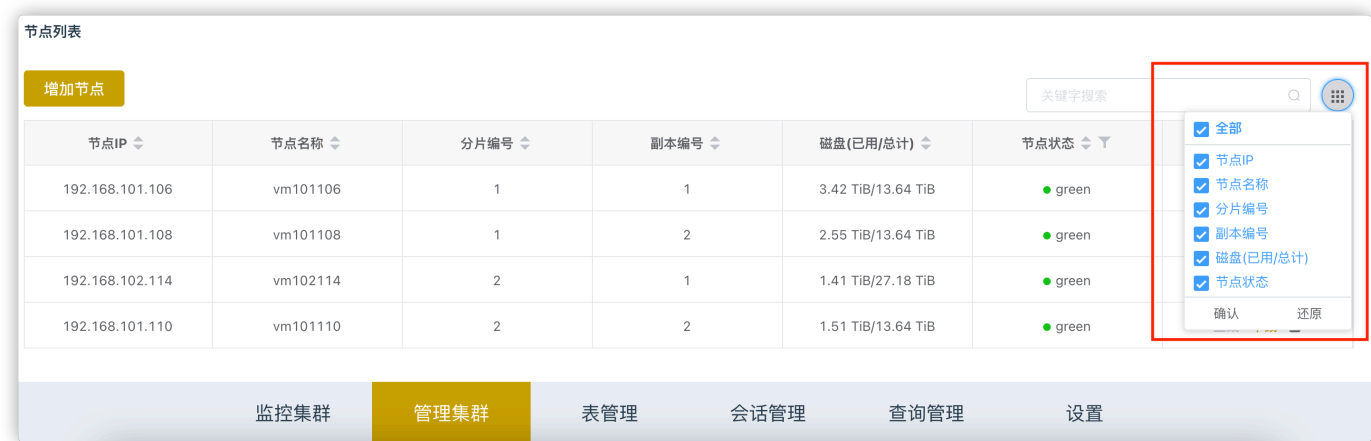 节点列表
增加节点
关键字搜索
节点IP 节点名称 分片编号 副本编号 磁盘(已用/总计) 节点状态
192.168.101.106 vm101106 1 1 3.42 TiB/13.64 TiB green
192.168.101.108 vm101108 1 2 2.55 TiB/13.64 TiB green
192.168.102.114 vm102114 2 1 1.41 TiB/27.18 TiB green
192.168.101.110 vm101110 2 2 1.51 TiB/13.64 TiB green
全部
节点IP
节点名称
分片编号
副本编号
磁盘(已用/总计)
节点状态
确认 还原
监控集群 管理集群 表管理 会话管理 查询管理 设置